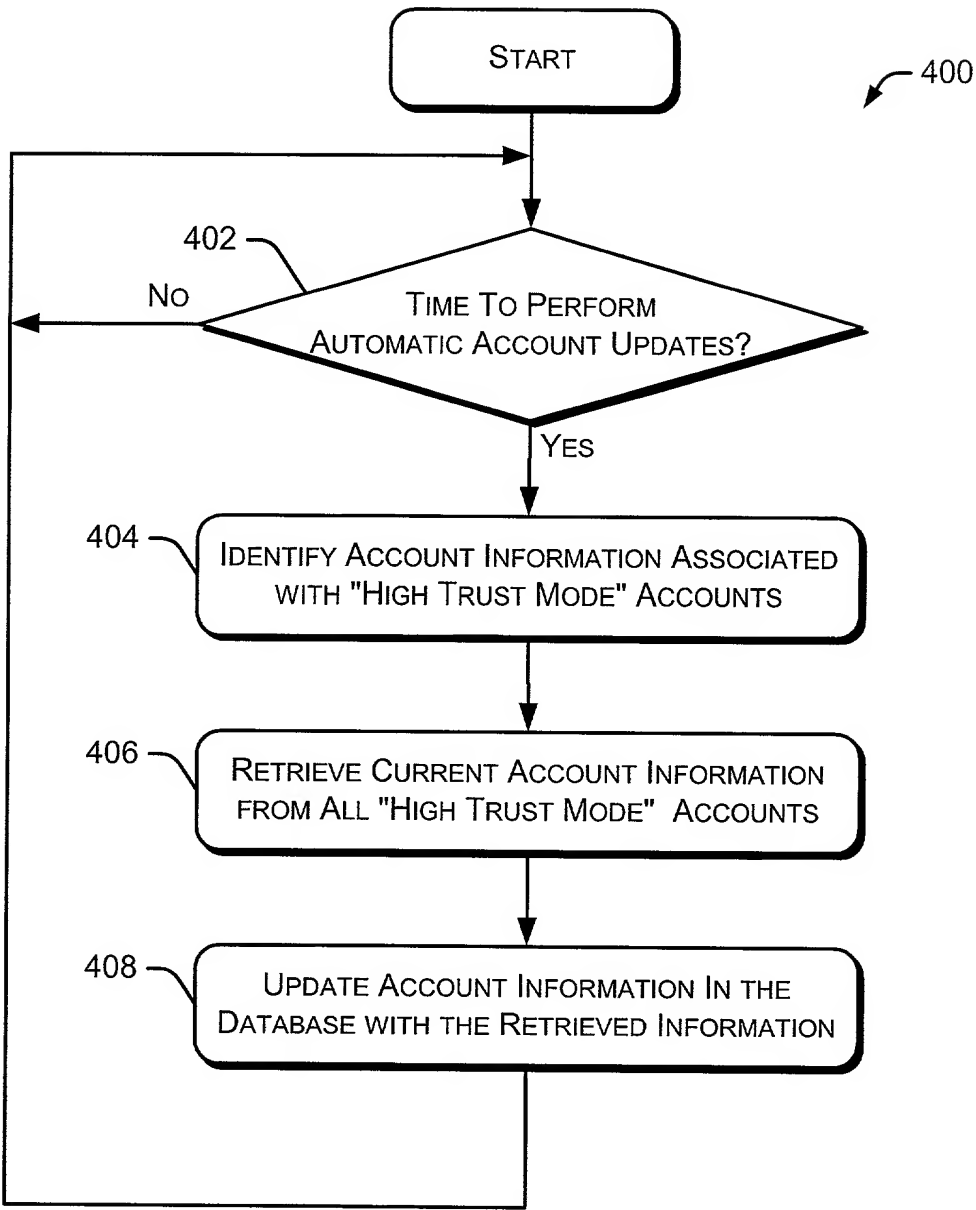 START
400
402
NO
TIME TO PERFORM
AUTOMATIC ACCOUNT UPDATES?
YES
404
IDENTIFY ACCOUNT INFORMATION ASSOCIATED
WITH "HIGH TRUST MODE" ACCOUNTS
406
RETRIEVE CURRENT ACCOUNT INFORMATION
FROM ALL "HIGH TRUST MODE" ACCOUNTS
408
UPDATE ACCOUNT INFORMATION IN THE
DATABASE WITH THE RETRIEVED INFORMATION